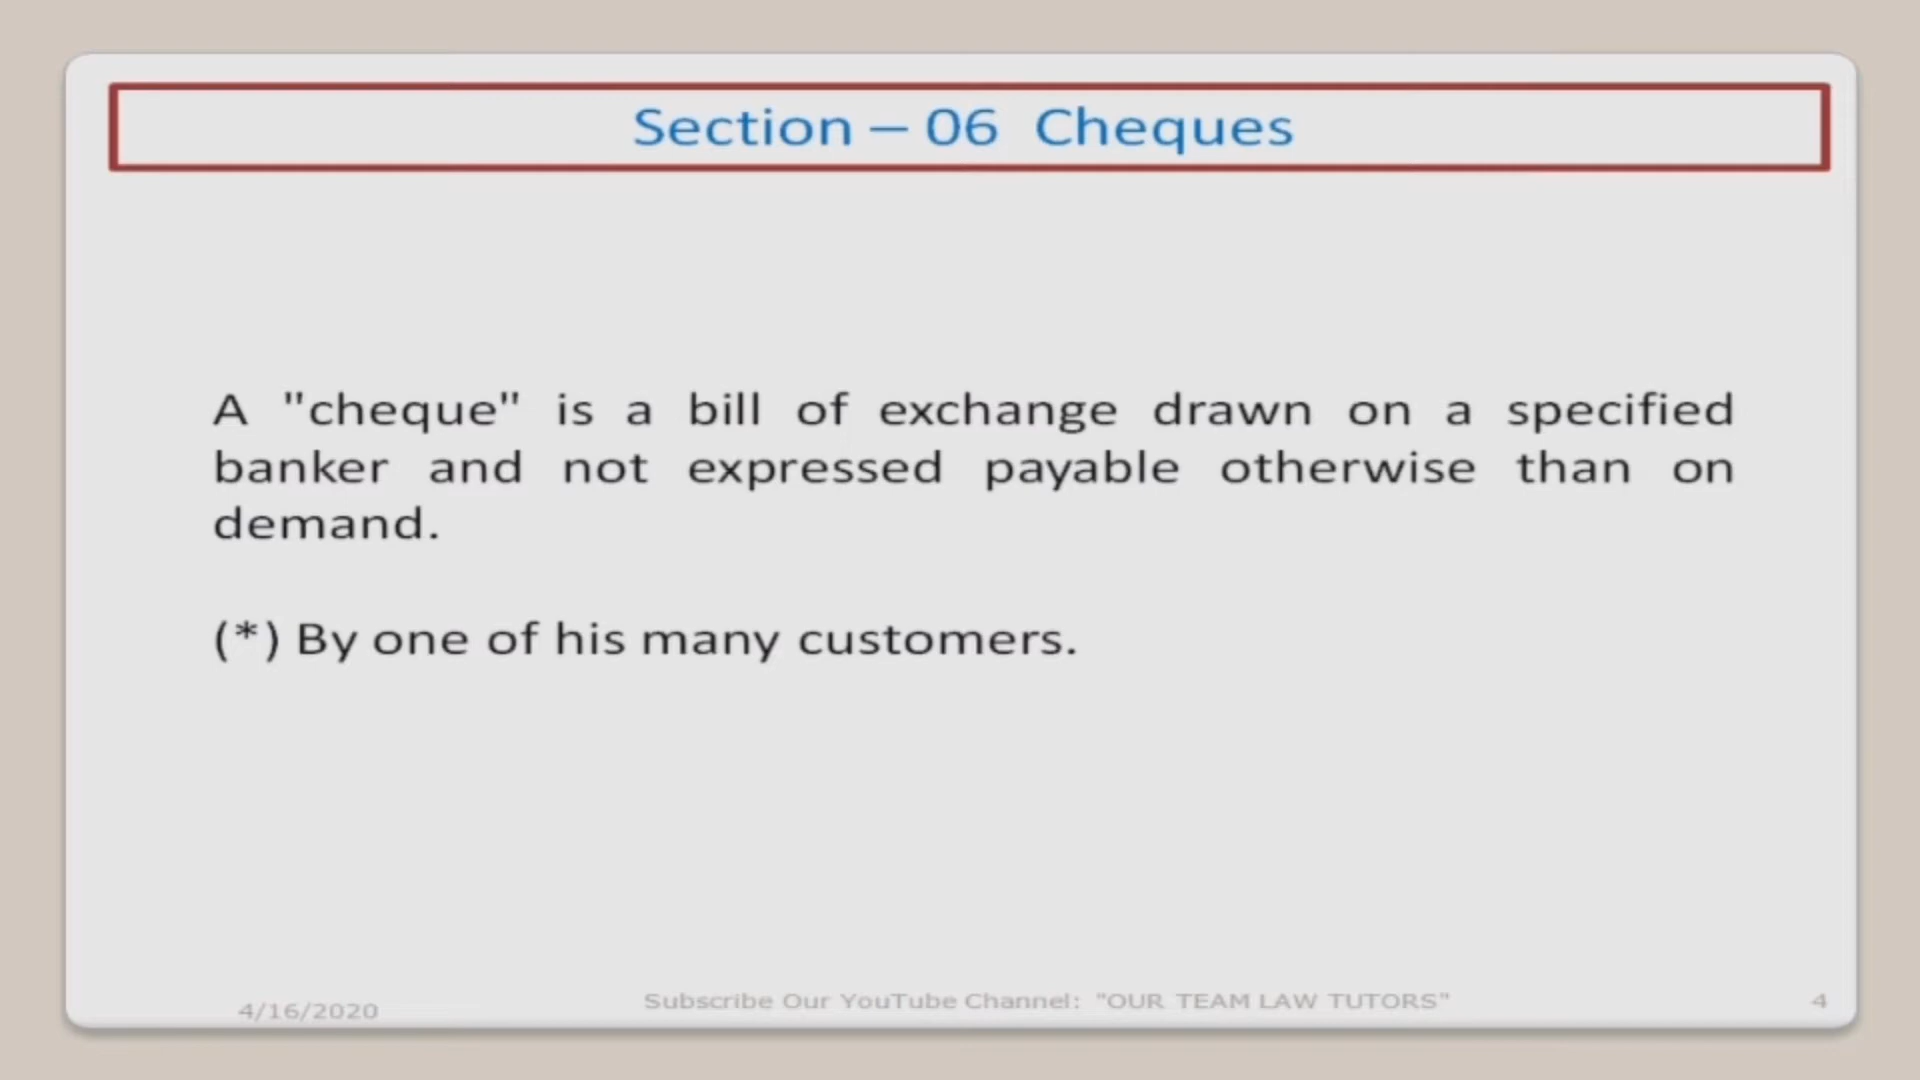 Section – 06 Cheques
A "cheque" is a bill of exchange drawn on a specified
banker and not expressed payable otherwise than on
demand.
(*) By one of his many customers.
4/16/2020
Subscribe Our YouTube Channel: "OUR TEAM LAW TUTORS"
4